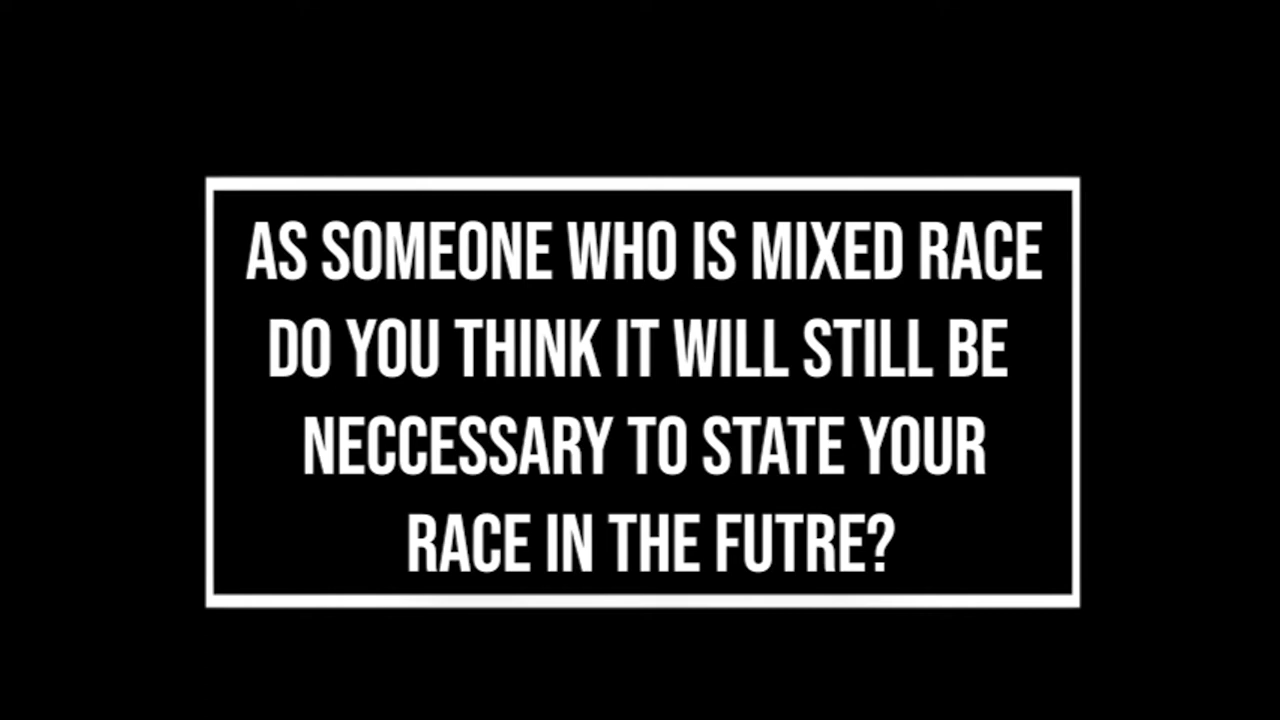 AS SOMEONE WHO IS MIXED RACE
DO YOU THINK IT WILL STILL BE
NECCESSARY TO STATE YOUR
RACE IN THE FUTRE?